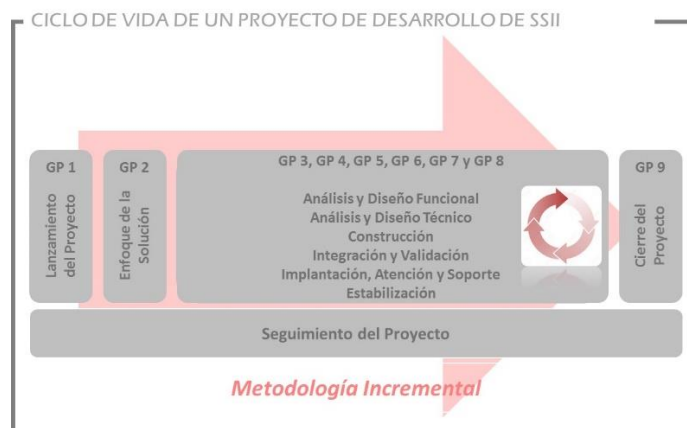 CICLO DE VIDA DE UN PROYECTO DE DESARROLLO DE SSII
GP 1
Lanzamiento
del Proyecto
GP 2
Enfoque de la
Solución
GP 3, GP 4, GP 5, GP 6, GP 7 y GP 8
Análisis y Diseño Funcional
Análisis y Diseño Técnico
Construcción
Integración y Validación
Implantación, Atención y Soporte
Estabilización
GP 9
Cierre del
Proyecto
Seguimiento del Proyecto
Metodología Incremental